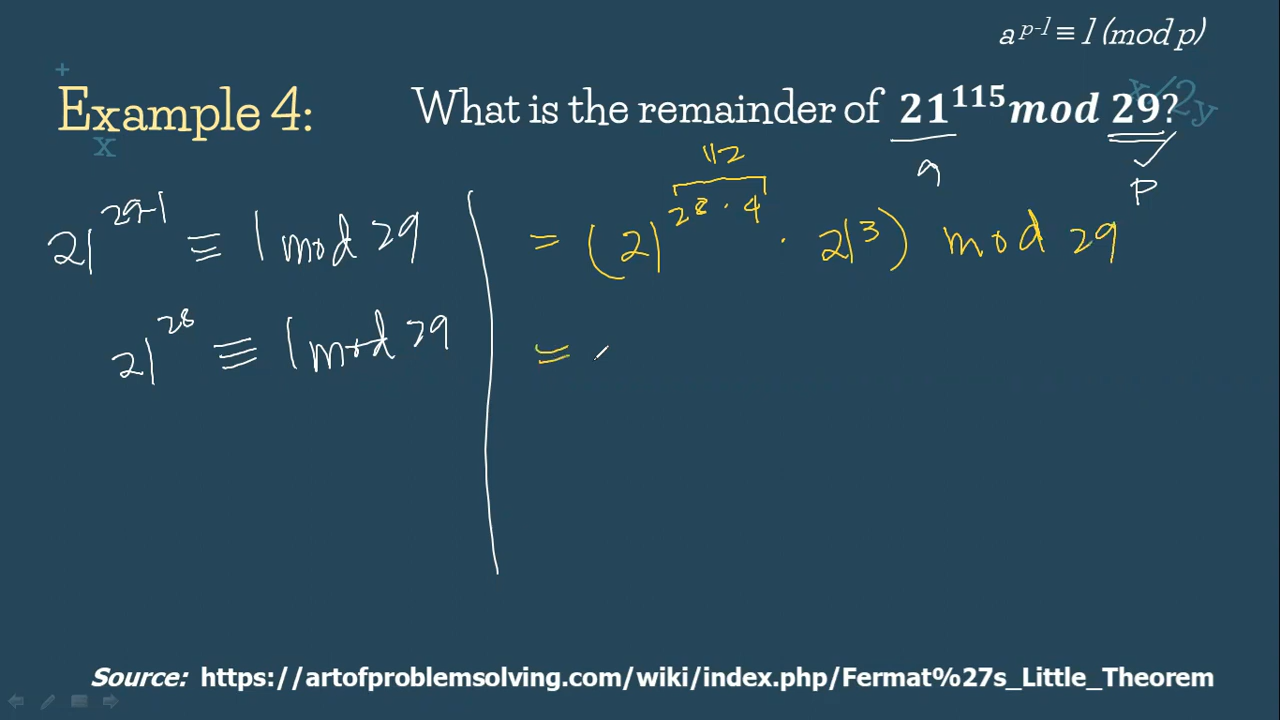 a^{p-1} ≡ 1 (mod p)
+
Example 4:
x
What is the remainder of 21^{115} mod 29?
x/2y
a
P
21^{29-1} ≡ 1 mod 29
21^{28} ≡ 1 mod 29
112
= (21^{28 · 4} · 21^3) mod 29
=
Source: https://artofproblemsolving.com/wiki/index.php/Fermat%27s_Little_Theorem